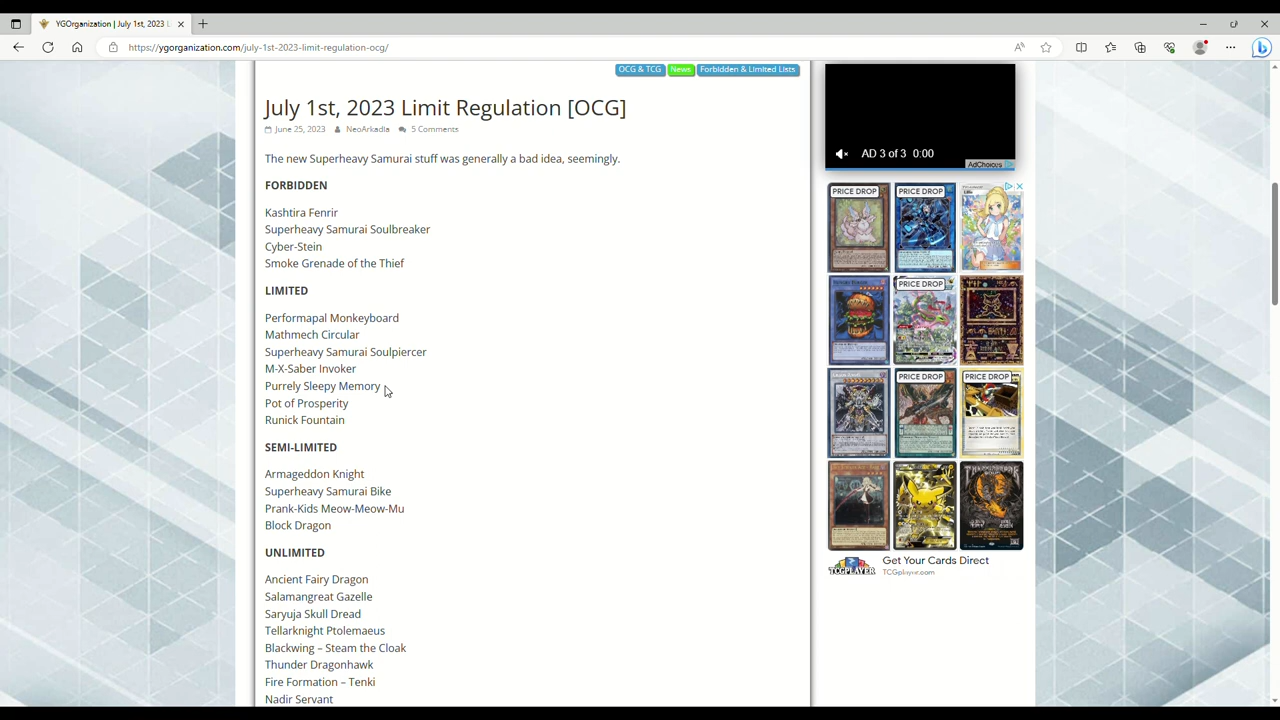 YGOrganization | July 1st, 2023 L
https://ygorganization.com/july-1st-2023-limit-regulation-ocg/
OCG & TCG News Forbidden & Limited Lists
July 1st, 2023 Limit Regulation [OCG]
June 25, 2023 NeoArkadia 5 Comments
The new Superheavy Samurai stuff was generally a bad idea, seemingly.
FORBIDDEN
Kashtira Fenrir
Superheavy Samurai Soulbreaker
Cyber-Stein
Smoke Grenade of the Thief
LIMITED
Performapal Monkeyboard
Mathmech Circular
Superheavy Samurai Soulpiercer
M-X-Saber Invoker
Purrely Sleepy Memory
Pot of Prosperity
Runick Fountain
SEMI-LIMITED
Armageddon Knight
Superheavy Samurai Bike
Prank-Kids Meow-Meow-Mu
Block Dragon
UNLIMITED
Ancient Fairy Dragon
Salamangreat Gazelle
Saryuja Skull Dread
Tellarknight Ptolemaeus
Blackwing – Steam the Cloak
Thunder Dragonhawk
Fire Formation – Tenki
Nadir Servant
AD 3 of 3 0:00
AdChoices
PRICE DROP
PRICE DROP
PRICE DROP
PRICE DROP
PRICE DROP
TCGPLAYER
Get Your Cards Direct
TCGplayer.com